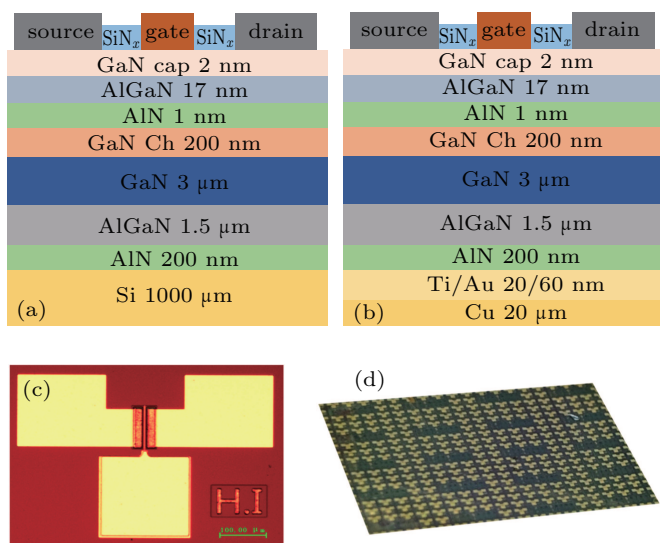 source SiNx gate SiNx drain
GaN cap 2 nm
AlGaN 17 nm
AlN 1 nm
GaN Ch 200 nm
GaN 3 µm
AlGaN 1.5 µm
AlN 200 nm
Si 1000 µm
(a)
source SiNx gate SiNx drain
GaN cap 2 nm
AlGaN 17 nm
AlN 1 nm
GaN Ch 200 nm
GaN 3 µm
AlGaN 1.5 µm
AlN 200 nm
Ti/Au 20/60 nm
Cu 20 µm
(b)
(c)
H.I
100.00 µm
(d)